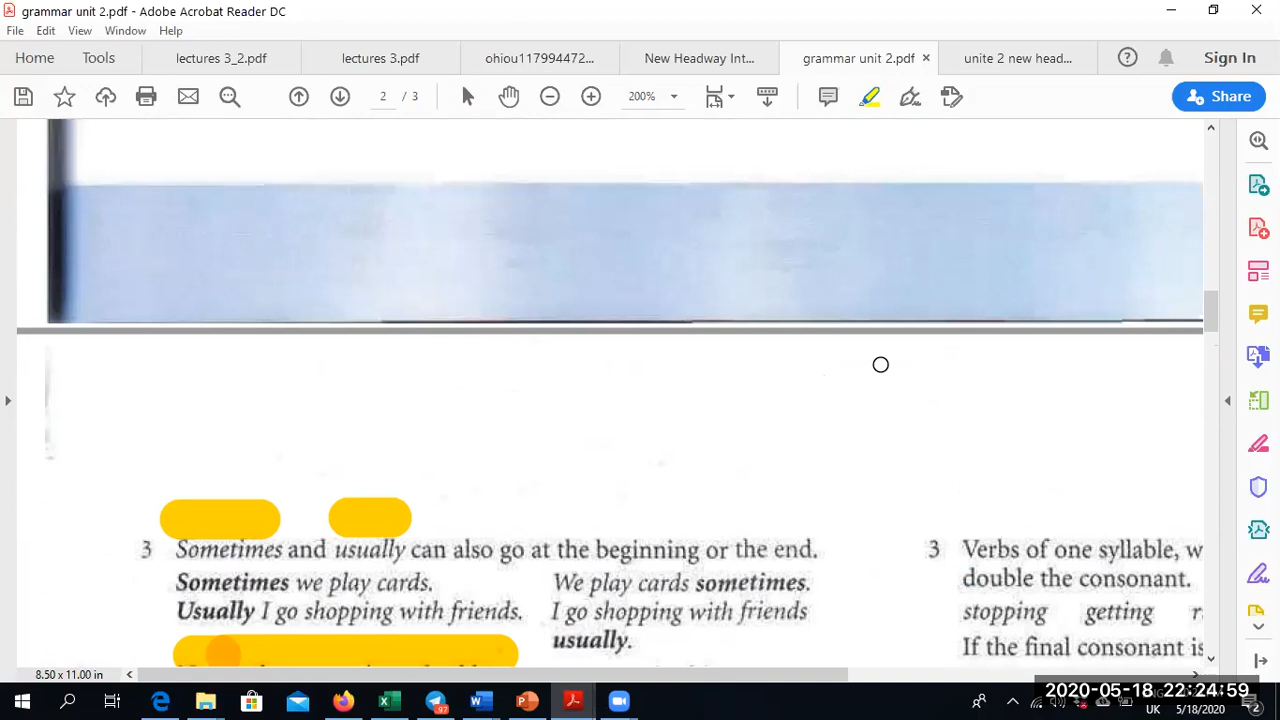 grammar unit 2.pdf - Adobe Acrobat Reader DC
File Edit View Window Help
Home Tools lectures 3_2.pdf lectures 3.pdf ohiou117994472... New Headway Int... grammar unit 2.pdf × unite 2 new head... Sign In
2 / 3 200% Share
3 Sometimes and usually can also go at the beginning or the end.
Sometimes we play cards. We play cards sometimes.
Usually I go shopping with friends. I go shopping with friends
usually.
3 Verbs of one syllable, w
double the consonant.
stopping getting r
If the final consonant is
8.50 x 11.00 in
2020-05-18 22:24:59
UK 5/18/2020